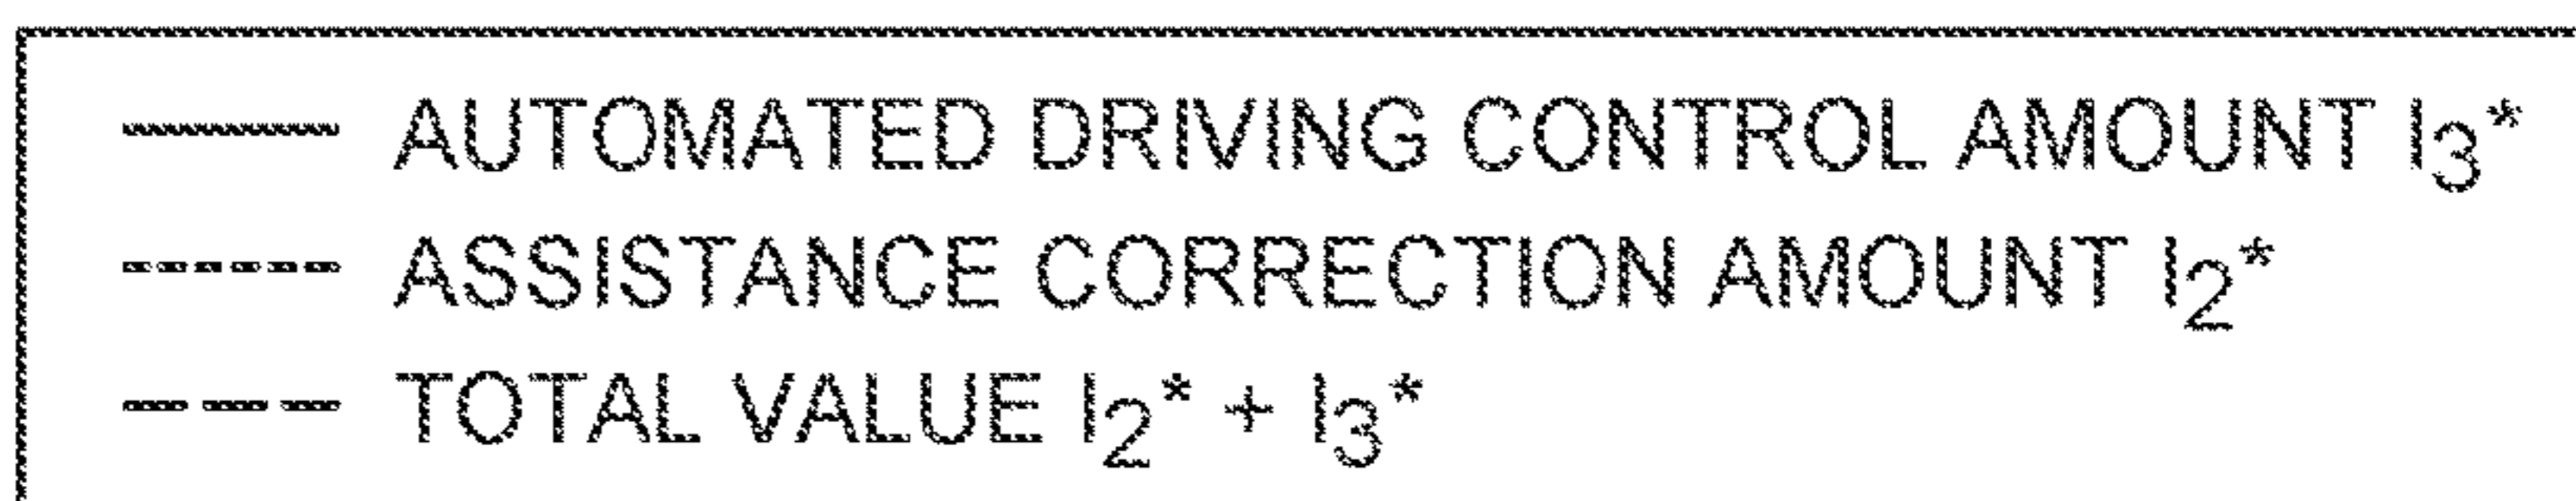 AUTOMATED DRIVING CONTROL AMOUNT I₃*
ASSISTANCE CORRECTION AMOUNT I₂*
TOTAL VALUE I₂* + I₃*